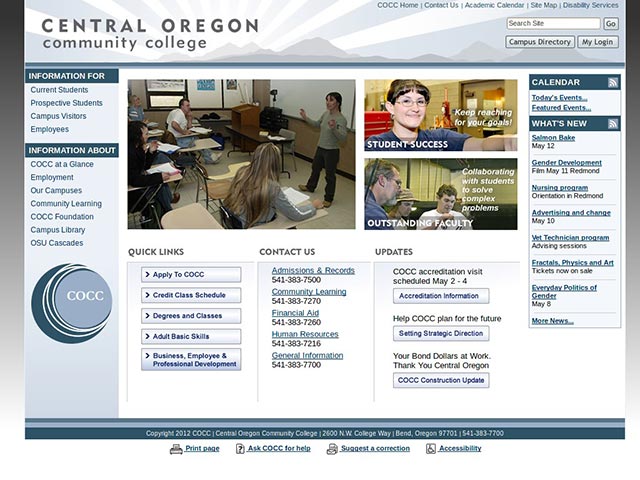 COCC Home | Contact Us | Academic Calendar | Site Map | Disability Services
CENTRAL OREGON
community college
Search Site
Go
Campus Directory
My Login
INFORMATION FOR
Current Students
Prospective Students
Campus Visitors
Employees
INFORMATION ABOUT
COCC at a Glance
Employment
Our Campuses
Community Learning
COCC Foundation
Campus Library
OSU Cascades
COCC
Keep reaching
for your goals!
STUDENT SUCCESS
Collaborating
with students
to solve
complex
problems
OUTSTANDING FACULTY
QUICK LINKS
Apply To COCC
Credit Class Schedule
Degrees and Classes
Adult Basic Skills
Business, Employee &
Professional Development
CONTACT US
Admissions & Records
541-383-7500
Community Learning
541-383-7270
Financial Aid
541-383-7260
Human Resources
541-383-7216
General Information
541-383-7700
UPDATES
COCC accreditation visit
scheduled May 2 - 4
Accreditation Information
Help COCC plan for the future
Setting Strategic Direction
Your Bond Dollars at Work.
Thank You Central Oregon
COCC Construction Update
CALENDAR
Today's Events...
Featured Events...
WHAT'S NEW
Salmon Bake
May 12
Gender Development
Film May 11 Redmond
Nursing program
Orientation in Redmond
Advertising and change
May 10
Vet Technician program
Advising sessions
Fractals, Physics and Art
Tickets now on sale
Everyday Politics of
Gender
May 8
More News...
Copyright 2012 COCC | Central Oregon Community College | 2600 N.W. College Way | Bend, Oregon 97701 | 541-383-7700
Print page
Ask COCC for help
Suggest a correction
Accessibility